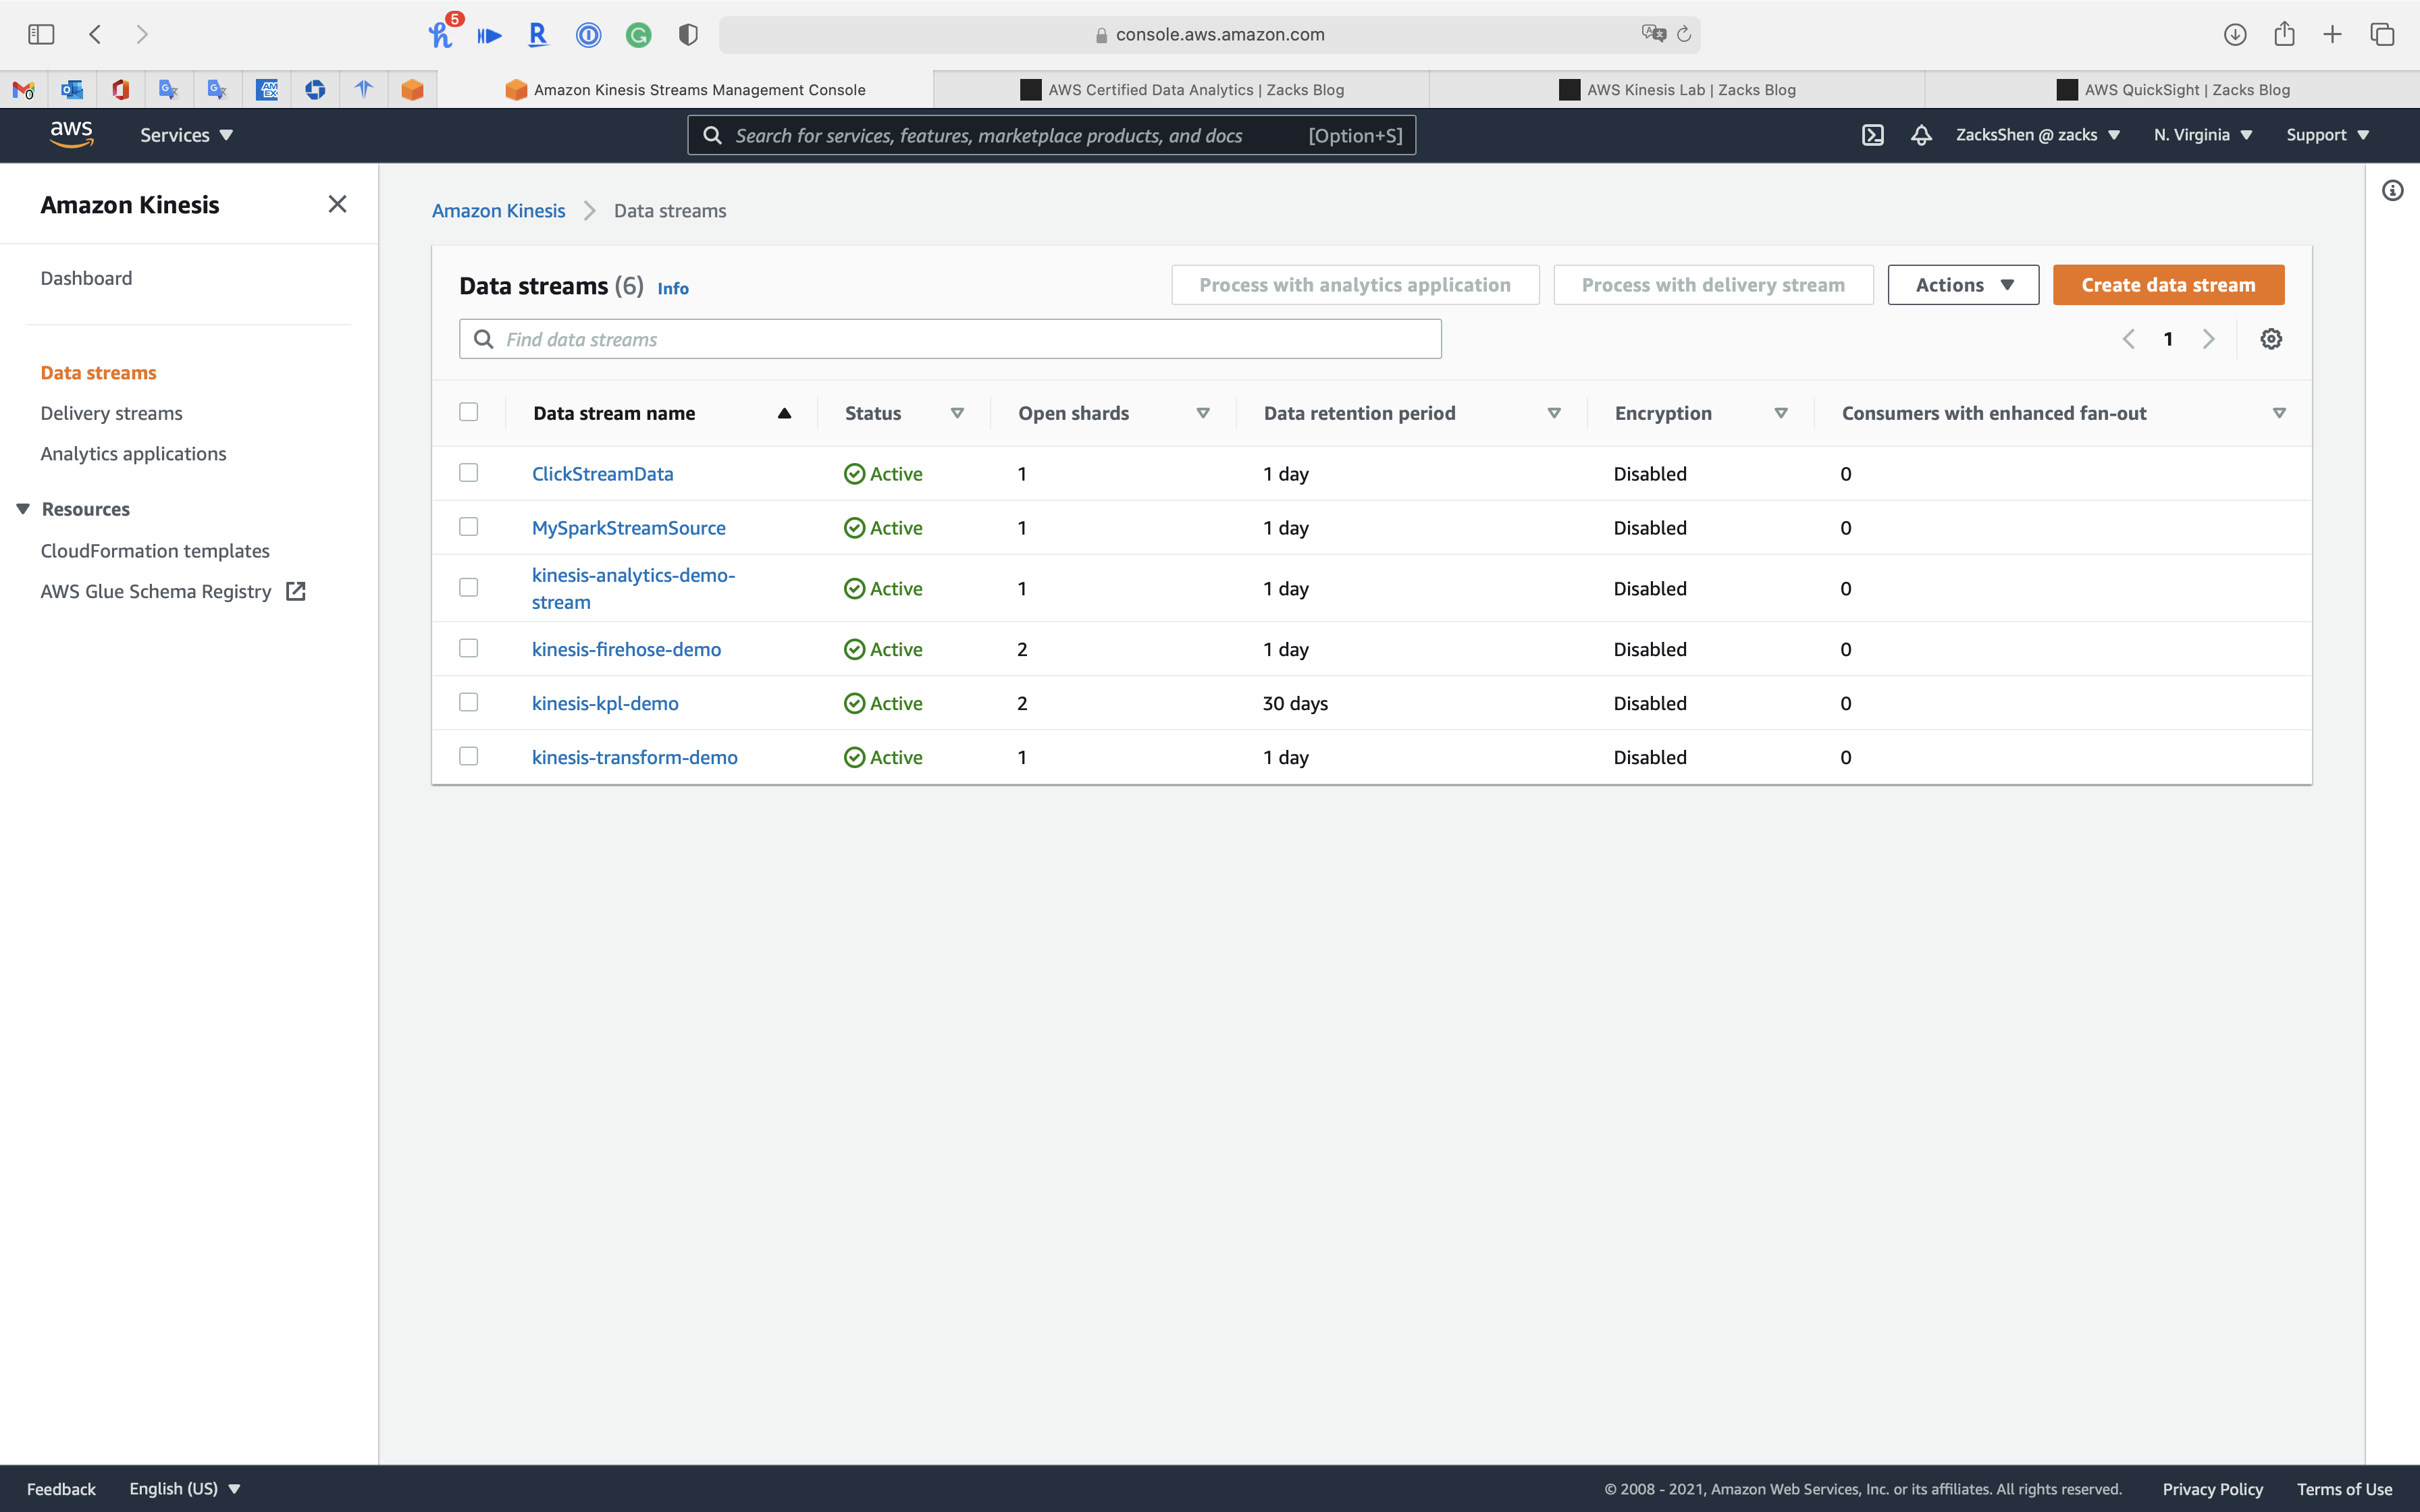 5
console.aws.amazon.com
Amazon Kinesis Streams Management Console
AWS Certified Data Analytics | Zacks Blog
AWS Kinesis Lab | Zacks Blog
AWS QuickSight | Zacks Blog
aws
Services
Search for services, features, marketplace products, and docs [Option+S]
ZacksShen @ zacks
N. Virginia
Support
Amazon Kinesis
Dashboard
Data streams
Delivery streams
Analytics applications
Resources
CloudFormation templates
AWS Glue Schema Registry
Amazon Kinesis
Data streams
Data streams (6) Info
Process with analytics application
Process with delivery stream
Actions
Create data stream
Find data streams
1
Data stream name Status Open shards Data retention period Encryption Consumers with enhanced fan-out
ClickStreamData Active 1 1 day Disabled 0
MySparkStreamSource Active 1 1 day Disabled 0
kinesis-analytics-demo-
stream Active 1 1 day Disabled 0
kinesis-firehose-demo Active 2 1 day Disabled 0
kinesis-kpl-demo Active 2 30 days Disabled 0
kinesis-transform-demo Active 1 1 day Disabled 0
Feedback
English (US)
© 2008 - 2021, Amazon Web Services, Inc. or its affiliates. All rights reserved.
Privacy Policy
Terms of Use